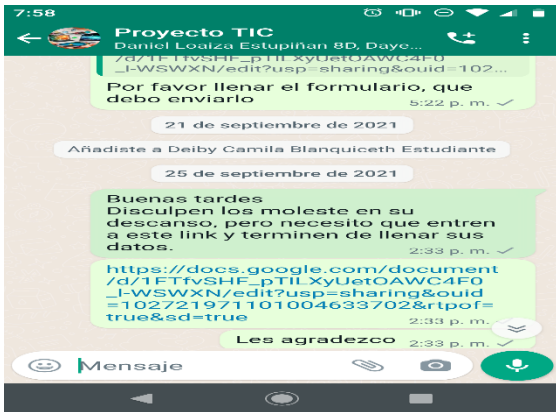 7:58
Proyecto TIC
Daniel Loaiza Estupiñan 8D, Daye...
/d/1FTfvSHF_pTILXyUetOAWC4F0
_l-WSWXN/edit?usp=sharing&ouid=102...
Por favor llenar el formulario, que
debo enviarlo
5:22 p. m.
21 de septiembre de 2021
Añadiste a Deiby Camila Blanquiceth Estudiante
25 de septiembre de 2021
Buenas tardes
Disculpen los moleste en su
descanso, pero necesito que entren
a este link y terminen de llenar sus
datos.
2:33 p. m.
https://docs.google.com/document
/d/1FTfvSHF_pTILXyUetOAWC4F0
_l-WSWXN/edit?usp=sharing&ouid
=102721971101004633702&rtpof=
true&sd=true
2:33 p. m.
Les agradezco
2:33 p. m.
Mensaje